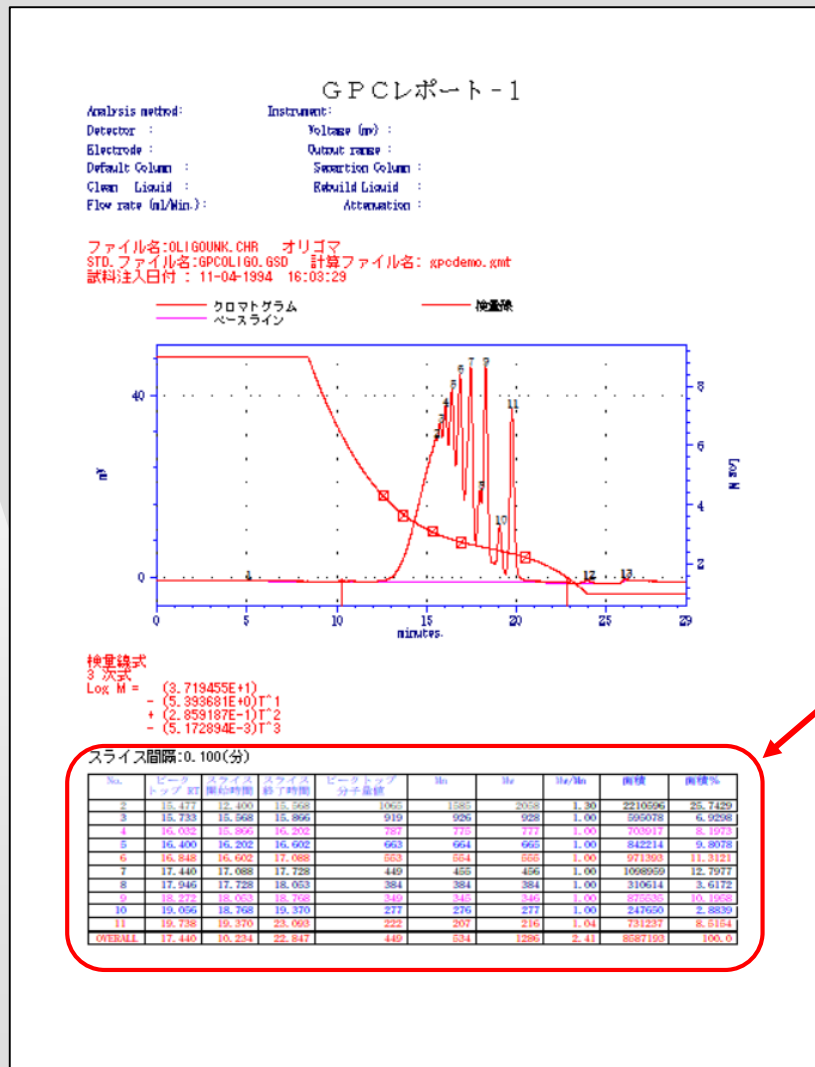 GPCレポート-1
Analysis method: Instrument:
Detector : Voltage (mv) :
Electrode : Output range :
Default Column : Separtion Column :
Clean Liquid : Rebuild Liquid :
Flow rate (ml/Min.): Attenuation :
ファイル名:OLIGOUNK.CHR オリゴマ
STD.ファイル名:GPCOLIGO.GSD 計算ファイル名: gpcdemo.gmt
試料注入日付 : 11-04-1994 16:03:29
クロマトグラム 検量線
ベースライン
40
0
mV
8
6
4
2
Log M
1 2 3 4 5 6 7 8 9 10 11 12 13
0 5 10 15 20 25 29
minutes.
検量線式
3 次式
Log M = (3.719455E+1)
- (5.393681E+0)T^1
+ (2.859187E-1)T^2
- (5.172894E-3)T^3
スライス間隔:0.100(分)
No. ピークトップ RT スライス開始時間 スライス終了時間 ピークトップ分子量値 Mn Mw Mw/Mn 面積 面積%
2 15.477 12.400 15.568 1065 1585 2058 1.30 2210596 25.7429
3 15.733 15.568 15.866 919 926 928 1.00 595078 6.9298
4 16.032 15.866 16.202 787 775 777 1.00 703917 8.1973
5 16.400 16.202 16.602 663 664 665 1.00 842214 9.8078
6 16.848 16.602 17.088 553 554 555 1.00 971393 11.3121
7 17.440 17.088 17.728 449 455 456 1.00 1098959 12.7977
8 17.946 17.728 18.053 384 384 384 1.00 310614 3.6172
9 18.272 18.053 18.768 349 345 346 1.00 875535 10.1958
10 19.056 18.768 19.370 277 276 277 1.00 247650 2.8839
11 19.738 19.370 23.093 222 207 216 1.04 731237 8.5154
OVERALL 17.440 10.234 22.847 449 534 1286 2.41 8587193 100.0